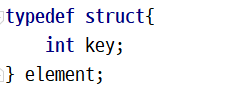 typedef struct{
    int key;
} element;